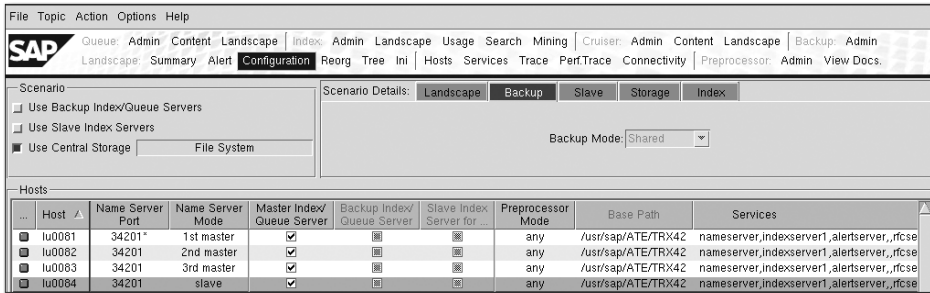 File Topic Action Options Help
SAP
Queue: Admin Content Landscape Index: Admin Landscape Usage Search Mining Cruiser: Admin Content Landscape Backup: Admin
Landscape: Summary Alert Configuration Reorg Tree Ini Hosts Services Trace Perf.Trace Connectivity Preprocessor: Admin View Docs.
Scenario
Use Backup Index/Queue Servers
Use Slave Index Servers
Use Central Storage File System
Scenario Details: Landscape Backup Slave Storage Index
Backup Mode: Shared
Hosts
... Host Name Server Port Name Server Mode Master Index/ Queue Server Backup Index/ Queue Server Slave Index Server for ... Preprocessor Mode Base Path Services
lu0081 34201* 1st master any /usr/sap/ATE/TRX42 nameserver,indexserver1,alertserver,,rfcse
lu0082 34201 2nd master any /usr/sap/ATE/TRX42 nameserver,indexserver1,alertserver,,rfcse
lu0083 34201 3rd master any /usr/sap/ATE/TRX42 nameserver,indexserver1,alertserver,,rfcse
lu0084 34201 slave any /usr/sap/ATE/TRX42 nameserver,indexserver1,alertserver,,rfcse